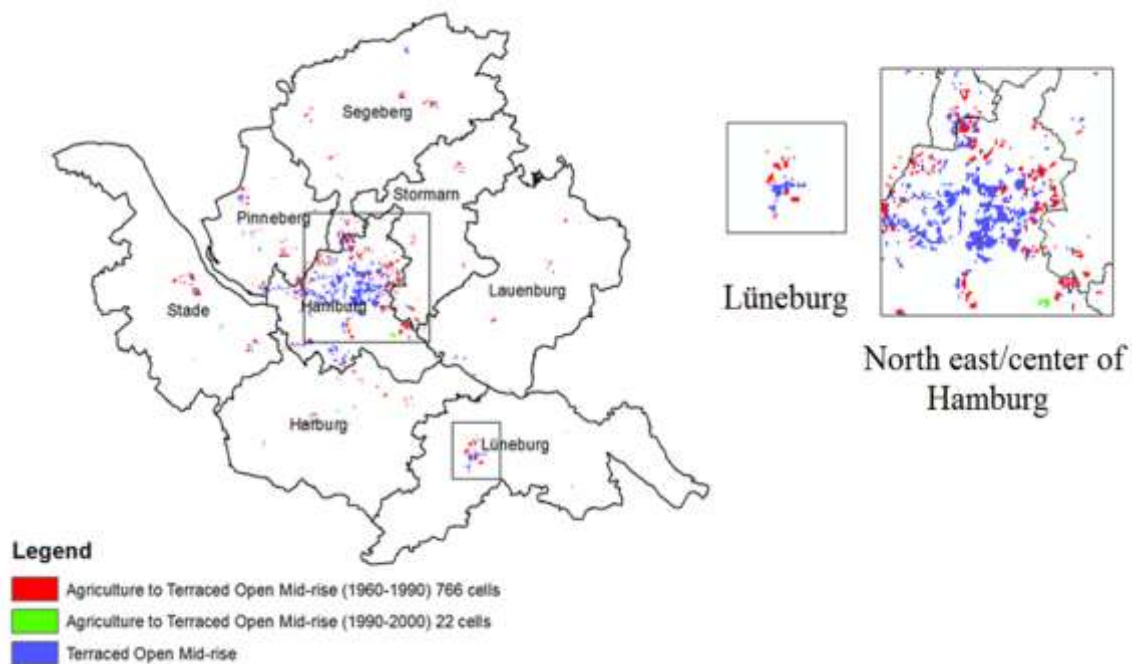 Segeberg
Stormarn
Pinneberg
Lauenburg
Hamburg
Stade
Harburg
Lüneburg
Lüneburg
North east/center of
Hamburg
Legend
Agriculture to Terraced Open Mid-rise (1960-1990) 766 cells
Agriculture to Terraced Open Mid-rise (1990-2000) 22 cells
Terraced Open Mid-rise